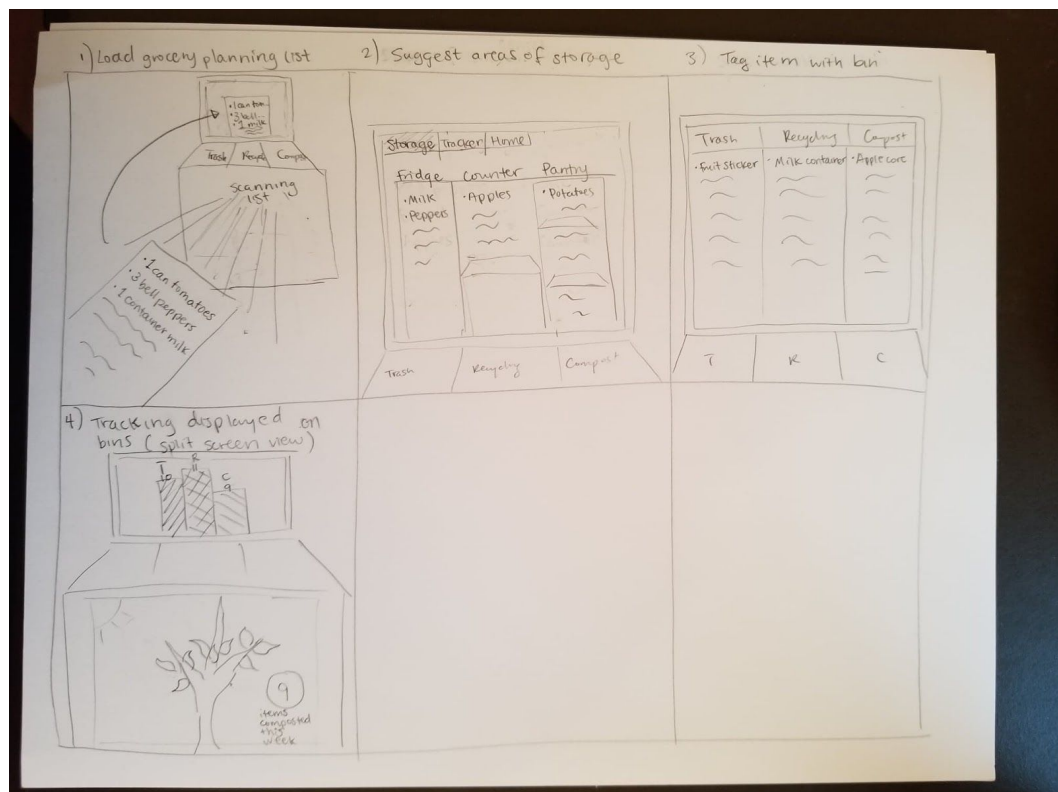 1) Load grocery planning list
• 1 can tom...
• 3 bell...
• 1 milk
Trash Recycl Compost
scanning
list
• 1 can tomatoes
• 3 bell peppers
• 1 container milk
2) Suggest areas of storage
Storage Tracker Home
Fridge Counter Pantry
• Milk • Apples • Potatoes
• Peppers
Trash Recycling Compost
3) Tag item with bin
Trash Recycling Compost
• Fruit sticker • Milk container • Apple core
T R C
4) Tracking displayed on
bins (split screen view)
T R C
10 11 9
9
items
composted
this
week